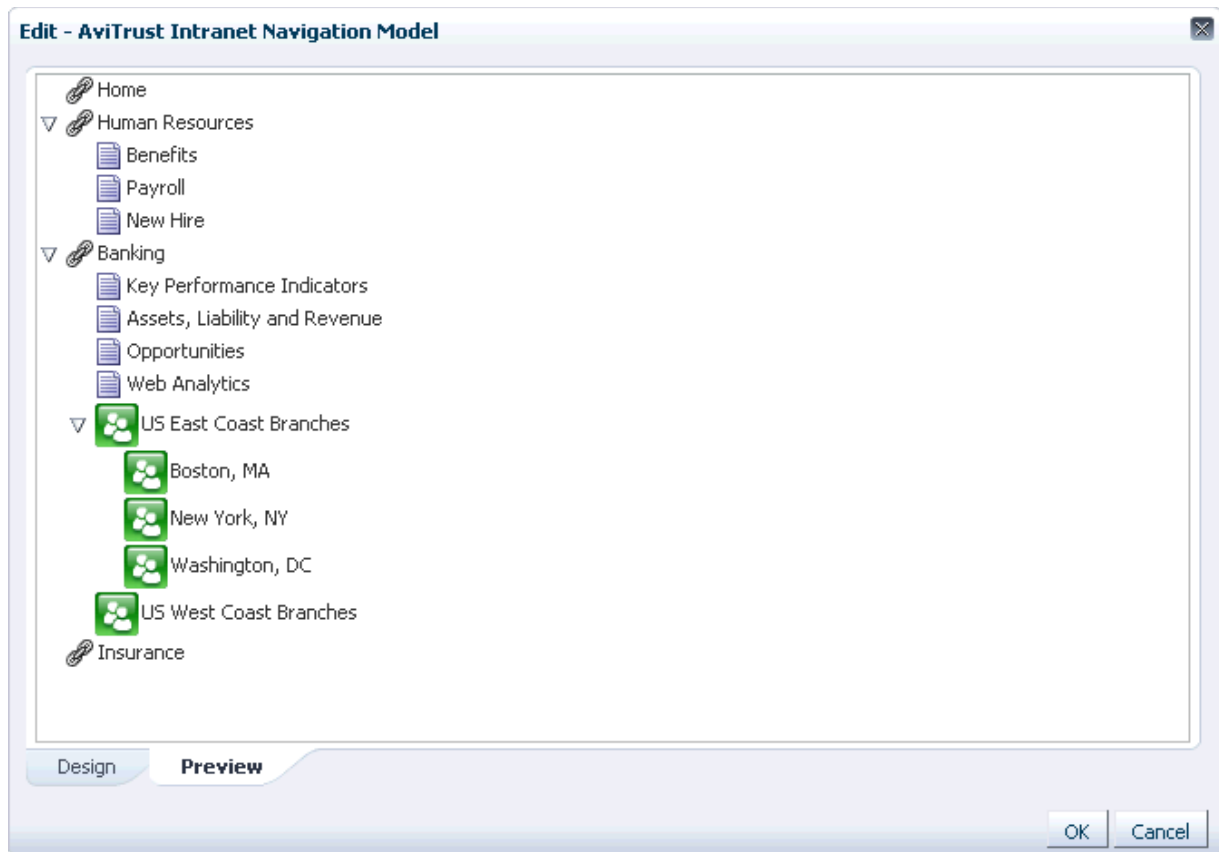 Edit - AviTrust Intranet Navigation Model
Home
Human Resources
Benefits
Payroll
New Hire
Banking
Key Performance Indicators
Assets, Liability and Revenue
Opportunities
Web Analytics
US East Coast Branches
Boston, MA
New York, NY
Washington, DC
US West Coast Branches
Insurance
Design Preview
OK Cancel